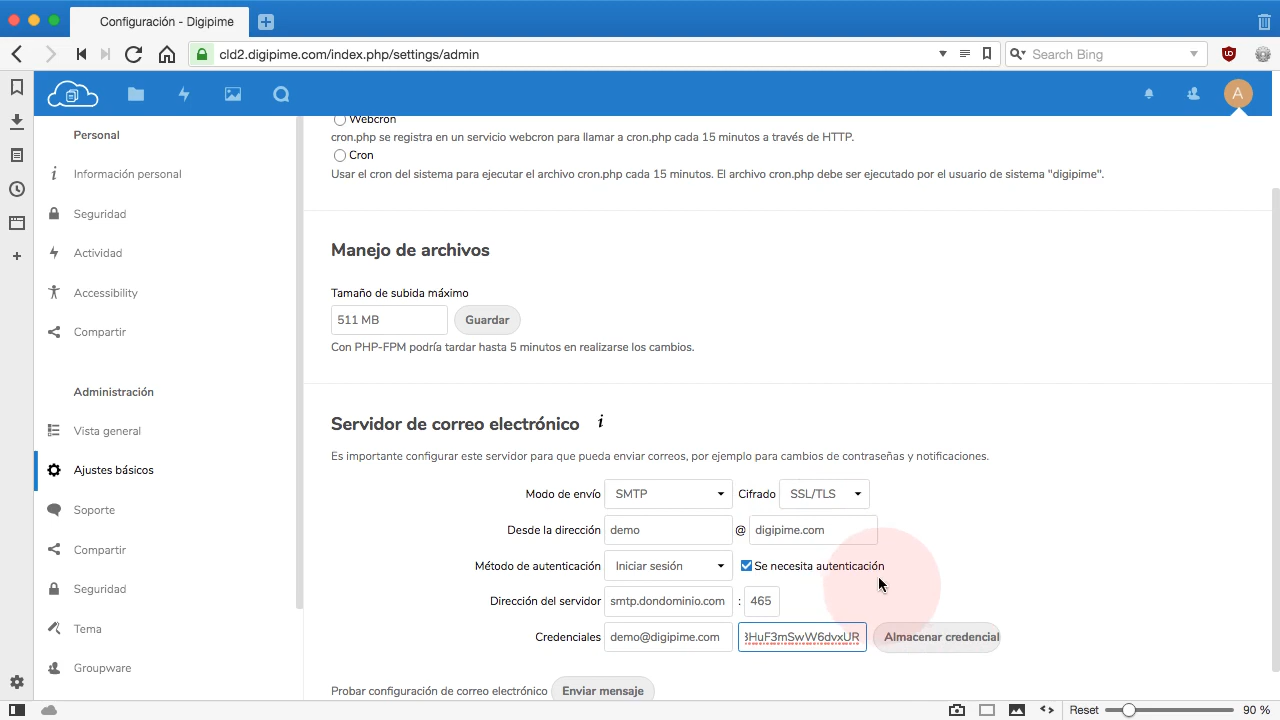 Configuración - Digipime
cld2.digipime.com/index.php/settings/admin
Search Bing
A
Personal
Información personal
Seguridad
Actividad
Accessibility
Compartir
Administración
Vista general
Ajustes básicos
Soporte
Compartir
Seguridad
Tema
Groupware
Webcron
cron.php se registra en un servicio webcron para llamar a cron.php cada 15 minutos a través de HTTP.
Cron
Usar el cron del sistema para ejecutar el archivo cron.php cada 15 minutos. El archivo cron.php debe ser ejecutado por el usuario de sistema "digipime".
Manejo de archivos
Tamaño de subida máximo
511 MB Guardar
Con PHP-FPM podría tardar hasta 5 minutos en realizarse los cambios.
Servidor de correo electrónico i
Es importante configurar este servidor para que pueda enviar correos, por ejemplo para cambios de contraseñas y notificaciones.
Modo de envío SMTP Cifrado SSL/TLS
Desde la dirección demo @ digipime.com
Método de autenticación Iniciar sesión Se necesita autenticación
Dirección del servidor smtp.dondominio.com : 465
Credenciales demo@digipime.com 3HuF3mSwW6dvxUR Almacenar credencial
Probar configuración de correo electrónico Enviar mensaje
Reset 90 %